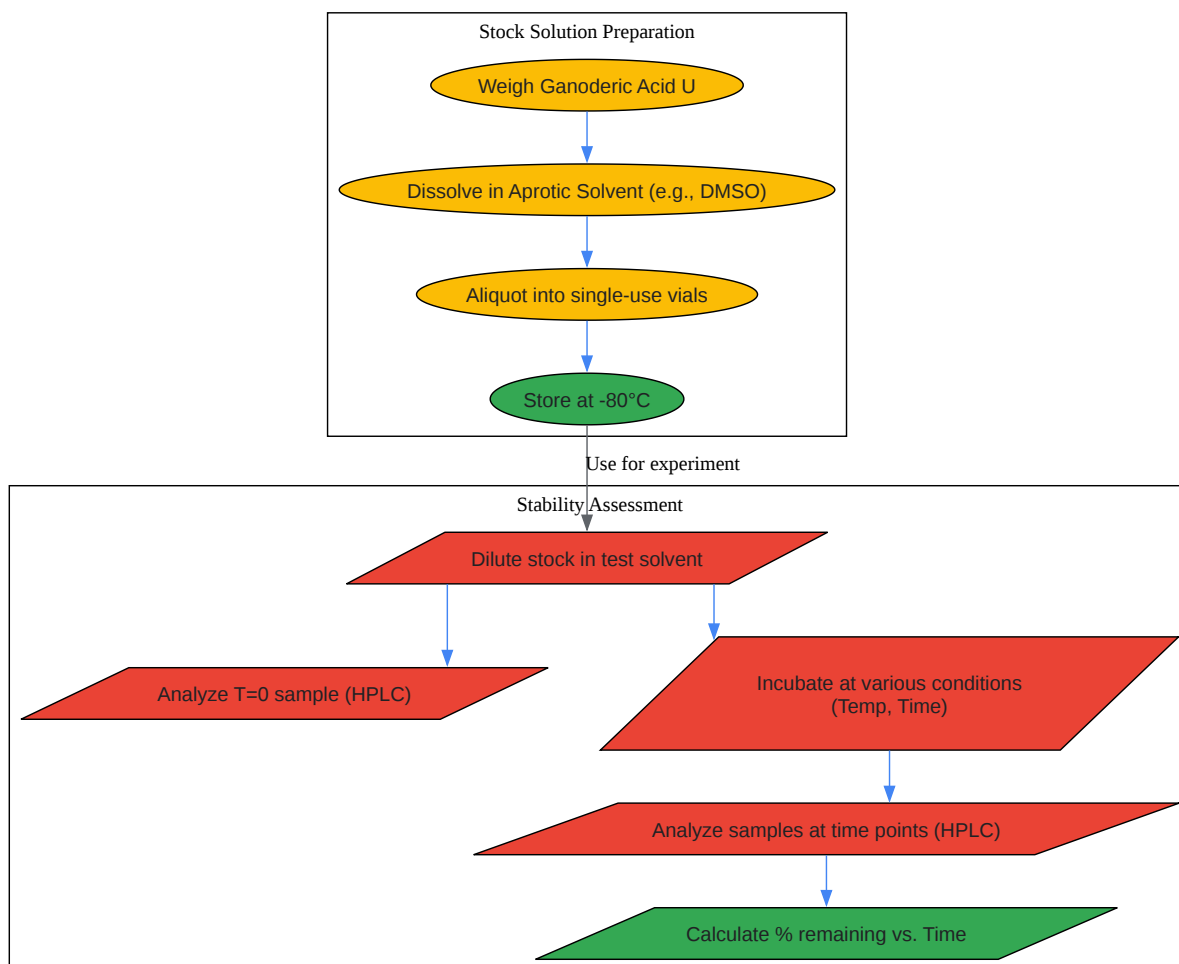 Stock Solution Preparation
Weigh Ganoderic Acid U
Dissolve in Aprotic Solvent (e.g., DMSO)
Aliquot into single-use vials
Store at -80°C
Use for experiment
Stability Assessment
Dilute stock in test solvent
Analyze T=0 sample (HPLC)
Incubate at various conditions
(Temp, Time)
Analyze samples at time points (HPLC)
Calculate % remaining vs. Time